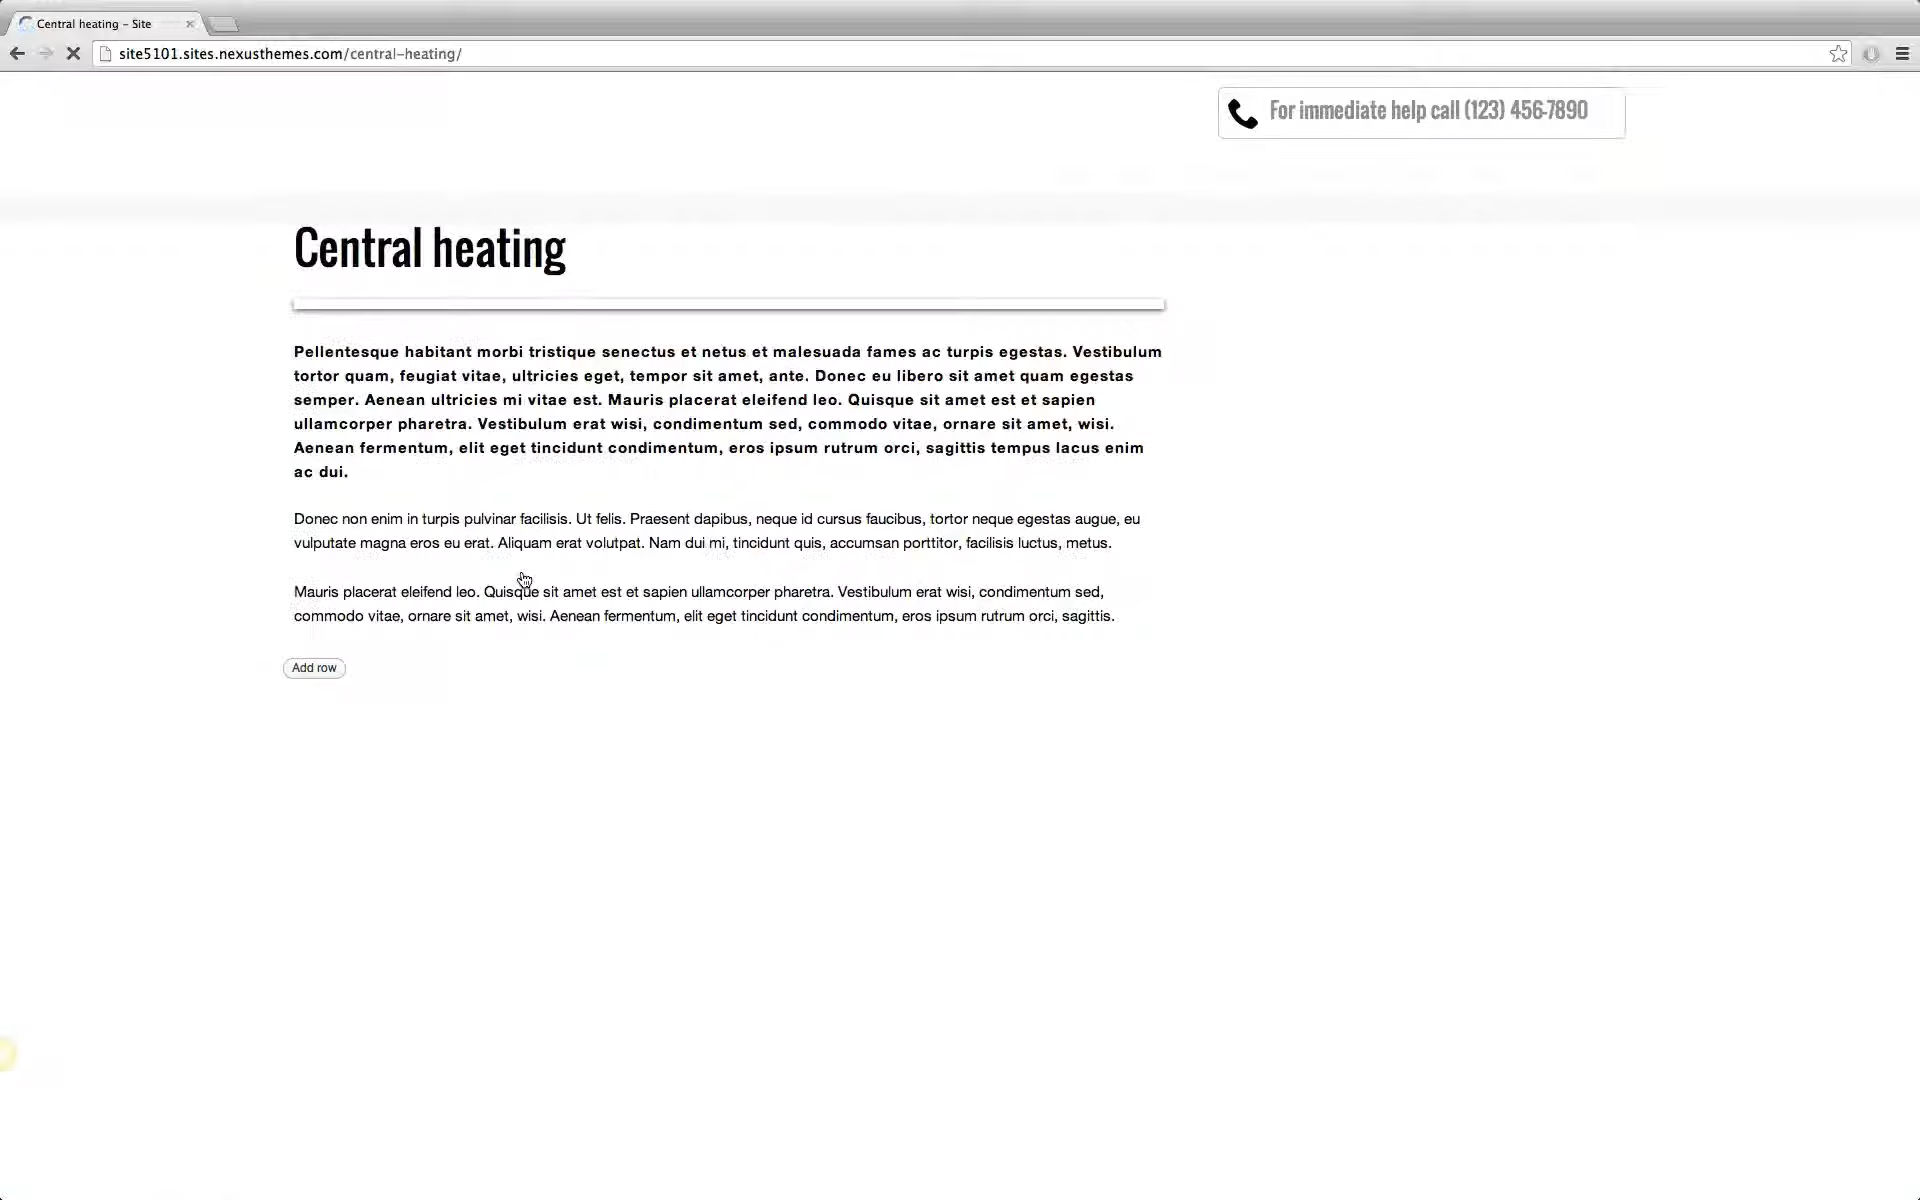 Central heating – Site
site5101.sites.nexusthemes.com/central-heating/
For immediate help call (123) 456-7890
Central heating
Pellentesque habitant morbi tristique senectus et netus et malesuada fames ac turpis egestas. Vestibulum
tortor quam, feugiat vitae, ultricies eget, tempor sit amet, ante. Donec eu libero sit amet quam egestas
semper. Aenean ultricies mi vitae est. Mauris placerat eleifend leo. Quisque sit amet est et sapien
ullamcorper pharetra. Vestibulum erat wisi, condimentum sed, commodo vitae, ornare sit amet, wisi.
Aenean fermentum, elit eget tincidunt condimentum, eros ipsum rutrum orci, sagittis tempus lacus enim
ac dui.
Donec non enim in turpis pulvinar facilisis. Ut felis. Praesent dapibus, neque id cursus faucibus, tortor neque egestas augue, eu
vulputate magna eros eu erat. Aliquam erat volutpat. Nam dui mi, tincidunt quis, accumsan porttitor, facilisis luctus, metus.
Mauris placerat eleifend leo. Quisque sit amet est et sapien ullamcorper pharetra. Vestibulum erat wisi, condimentum sed,
commodo vitae, ornare sit amet, wisi. Aenean fermentum, elit eget tincidunt condimentum, eros ipsum rutrum orci, sagittis.
Add row